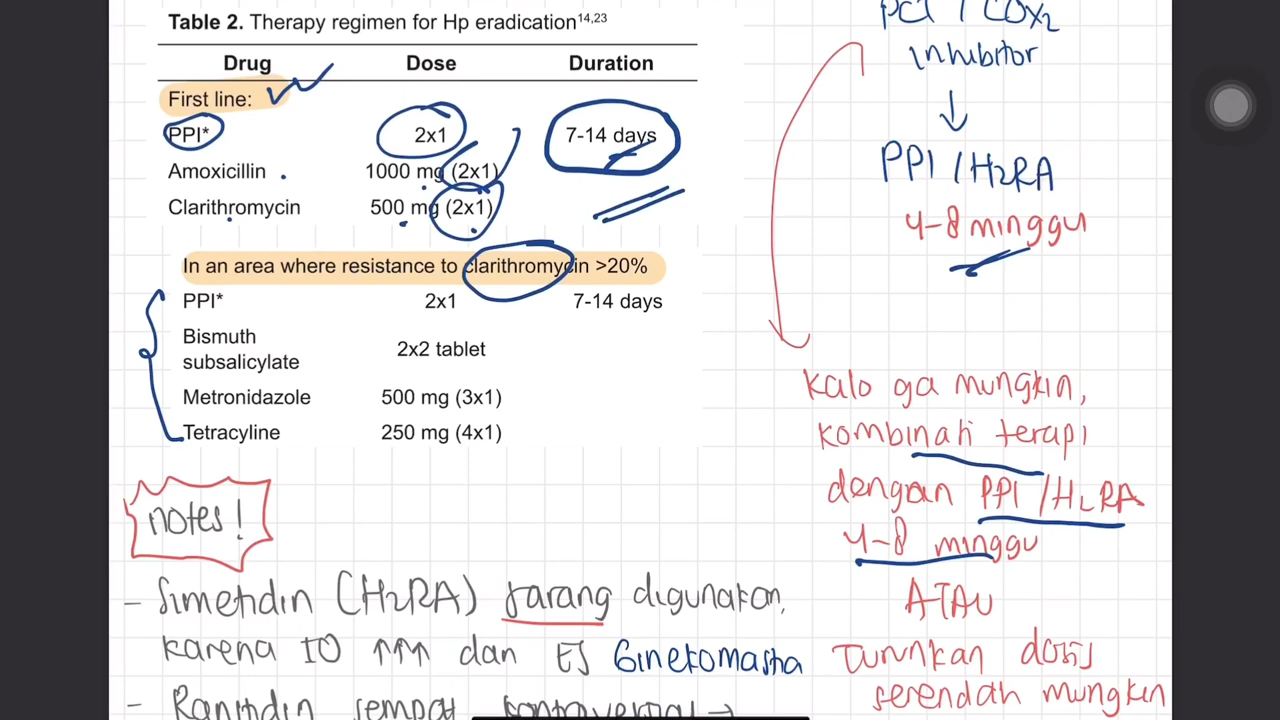 Table 2. Therapy regimen for Hp eradication14,23
Drug Dose Duration
First line:
PPI* 2x1 7-14 days
Amoxicillin 1000 mg (2x1)
Clarithromycin 500 mg (2x1)
In an area where resistance to clarithromycin >20%
PPI* 2x1 7-14 days
Bismuth
subsalicylate 2x2 tablet
Metronidazole 500 mg (3x1)
Tetracyline 250 mg (4x1)
PCT / COX2
inhibitor
↓
PPI / H2RA
4-8 minggu
kalo ga mungkin,
kombinasi terapi
dengan PPI / H2RA
4-8 minggu
ATAU
Turunkan dosis
serendah mungkin
notes!
- Simetidin (H2RA) jarang digunakan,
karena IO ↑↑↑ dan ES Ginekomastia
- Ranitidin sempat kontroversial →